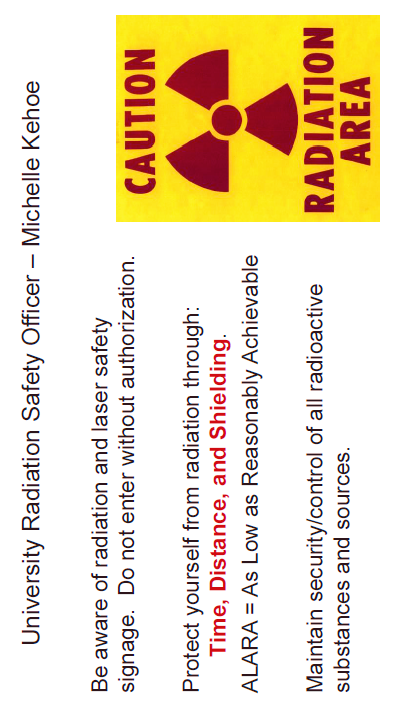 University Radiation Safety Officer – Michelle Kehoe
Be aware of radiation and laser safety
signage.  Do not enter without authorization.
Protect yourself from radiation through:
Time, Distance, and Shielding.
ALARA = As Low as Reasonably Achievable
Maintain security/control of all radioactive
substances and sources.
CAUTION
RADIATION
AREA